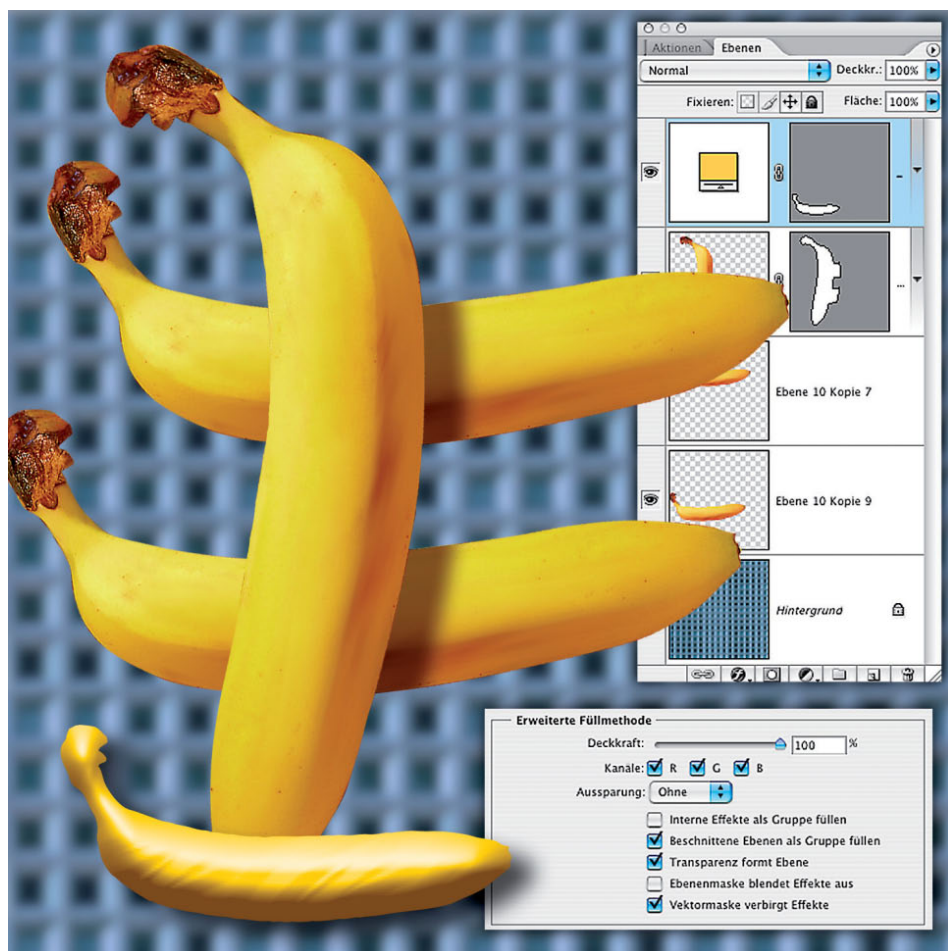 Aktionen Ebenen
Normal Deckkr.: 100%
Fixieren: Fläche: 100%
Ebene 10 Kopie 7
Ebene 10 Kopie 9
Hintergrund
Erweiterte Füllmethode
Deckkraft: 100 %
Kanäle: R G B
Aussparung: Ohne
Interne Effekte als Gruppe füllen
Beschnittene Ebenen als Gruppe füllen
Transparenz formt Ebene
Ebenenmaske blendet Effekte aus
Vektormaske verbirgt Effekte